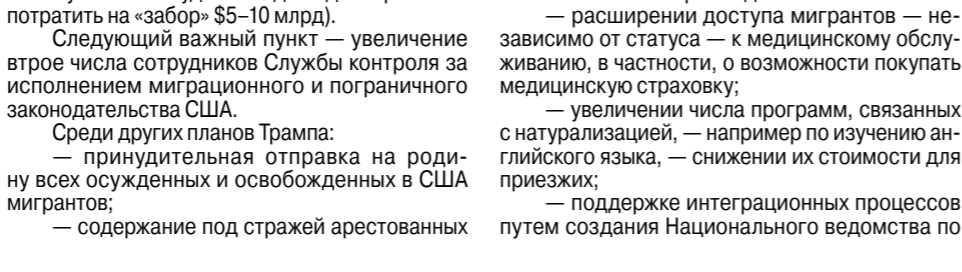 потратить на «забор» $5–10 млрд).
Следующий важный пункт — увеличение
втрое числа сотрудников Службы контроля за
исполнением миграционного и пограничного
законодательства США.
Среди других планов Трампа:
— принудительная отправка на роди-
ну всех осужденных и освобожденных в США
мигрантов;
— содержание под стражей арестованных
— расширении доступа мигрантов — не-
зависимо от статуса — к медицинскому обслу-
живанию, в частности, о возможности покупать
медицинскую страховку;
— увеличении числа программ, связанных
с натурализацией, — например по изучению ан-
глийского языка, — снижении их стоимости для
приезжих;
— поддержке интеграционных процессов
путем создания Национального ведомства по